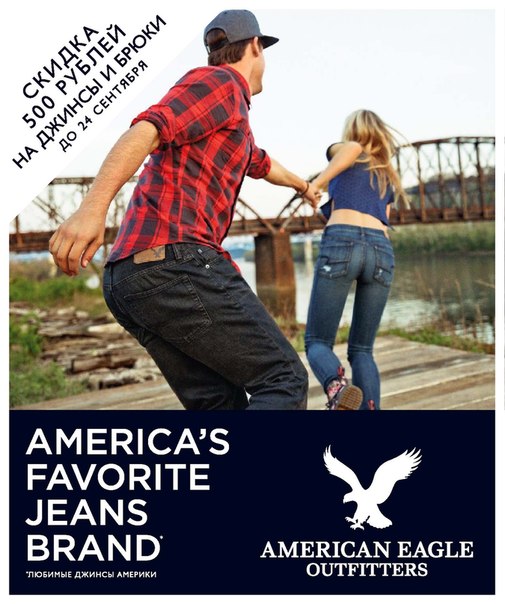 СКИДКА
500 РУБЛЕЙ
НА ДЖИНСЫ И БРЮКИ
ДО 24 СЕНТЯБРЯ
AMERICA'S
FAVORITE
JEANS
BRAND*
*ЛЮБИМЫЕ ДЖИНСЫ АМЕРИКИ
AMERICAN EAGLE
OUTFITTERS